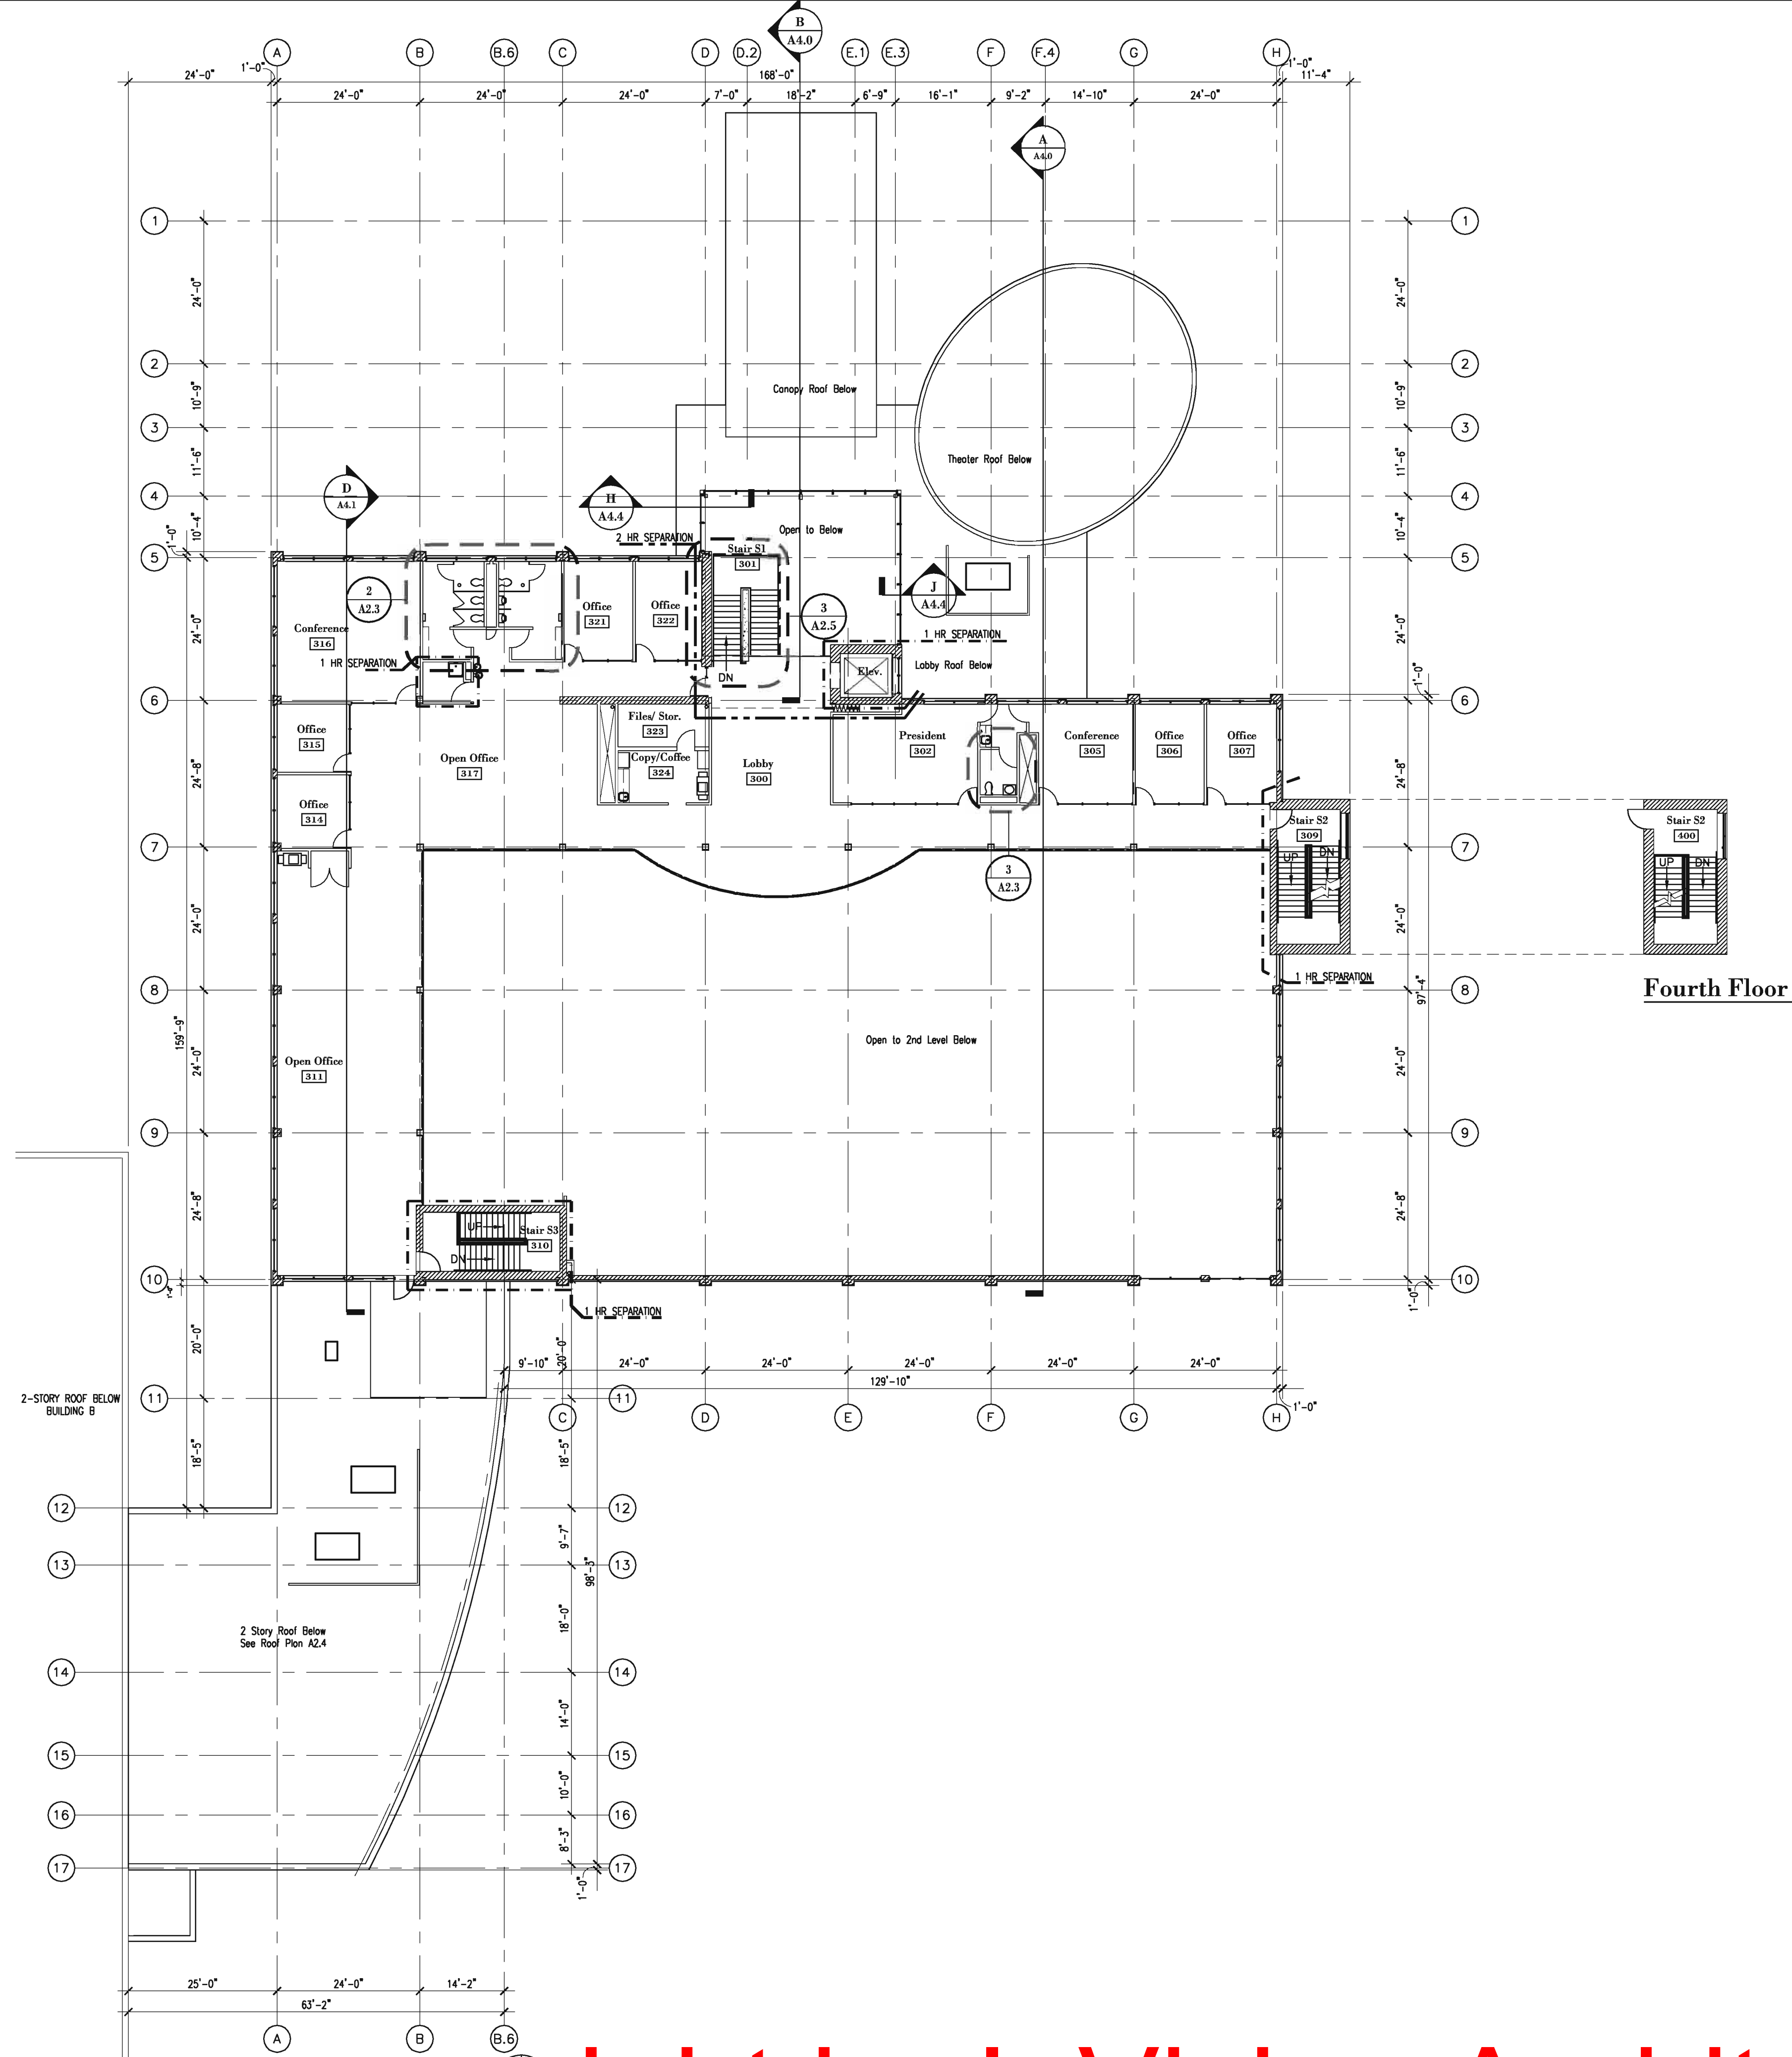 B
A4.0
A
B
B.6
C
D
D.2
E.1
E.3
F
F.4
G
H
24'-0"
1'-0"
168'-0"
1'-0"
11'-4"
24'-0"
24'-0"
24'-0"
7'-0"
18'-2"
6'-9"
16'-1"
9'-2"
14'-10"
24'-0"
A
A4.0
1
1
24'-0"
24'-0"
2
2
10'-9"
Canopy Roof Below
10'-9"
3
3
11'-6"
Theater Roof Below
11'-6"
4
D
A4.1
H
A4.4
4
10'-4"
1'-0"
2 HR SEPARATION
Open to Below
10'-4"
5
Stair S1
301
5
2
A2.3
J
A4.4
3
A2.5
Office
321
Office
322
24'-0"
Conference
316
1 HR SEPARATION
24'-0"
1 HR SEPARATION
Elev.
Lobby Roof Below
DN
1'-0"
6
6
Office
315
Files/ Stor.
323
President
302
Conference
305
Office
306
Office
307
24'-8"
Open Office
317
Copy/Coffee
324
Lobby
300
24'-8"
Office
314
Stair S2
309
Stair S2
400
7
7
UP
DN
UP
DN
3
A2.3
24'-0"
24'-0"
1 HR SEPARATION
8
8
97'-4"
Fourth Floor
159'-9"
Open to 2nd Level Below
24'-0"
Open Office
311
24'-0"
9
9
24'-8"
24'-8"
UP
Stair S3
310
DN
10
10
1'-0"
1 HR SEPARATION
20'-0"
9'-10"
20'-0"
24'-0"
24'-0"
24'-0"
24'-0"
24'-0"
129'-10"
2-STORY ROOF BELOW
BUILDING B
11
11
1'-0"
C
D
E
F
G
H
18'-5"
18'-5"
12
12
9'-7"
13
13
98'-3"
18'-0"
2 Story Roof Below
See Roof Plan A2.4
14
14
14'-0"
15
15
10'-0"
16
16
8'-3"
17
17
1'-0"
25'-0"
24'-0"
14'-2"
63'-2"
A
B
B.6